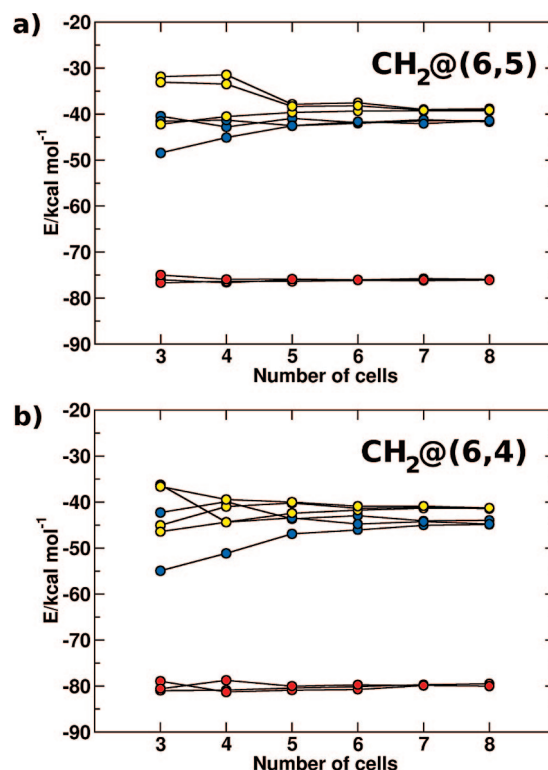 a)
CH₂@(6,5)
E/kcal mol⁻¹
-20
-30
-40
-50
-60
-70
-80
-90
3 4 5 6 7 8
Number of cells
b)
CH₂@(6,4)
E/kcal mol⁻¹
-20
-30
-40
-50
-60
-70
-80
-90
3 4 5 6 7 8
Number of cells